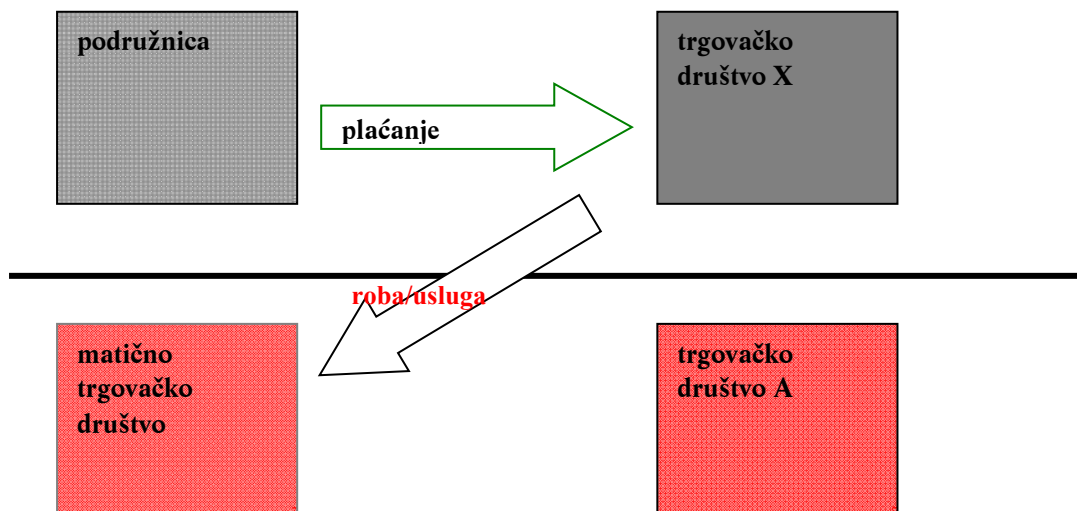 podružnica
trgovačko
društvo X
plaćanje
roba/usluga
matično
trgovačko
društvo
trgovačko
društvo A